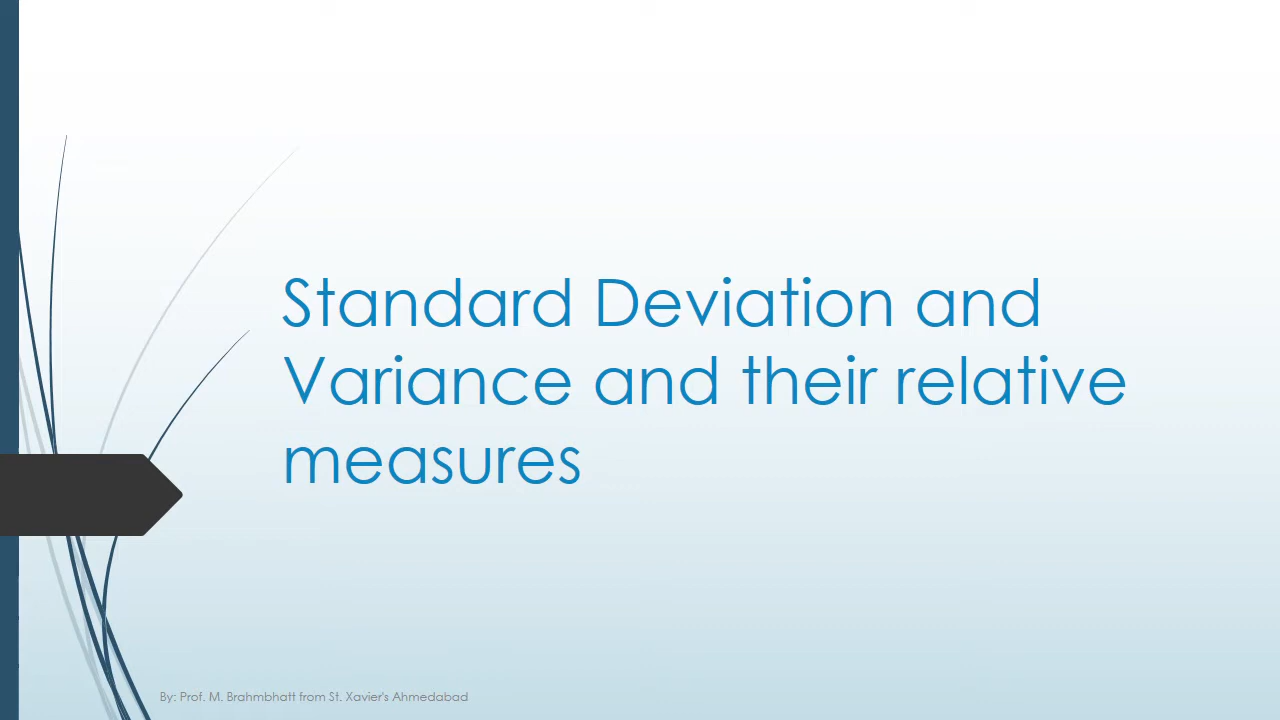 Standard Deviation and
Variance and their relative
measures
By: Prof. M. Brahmbhatt from St. Xavier's Ahmedabad